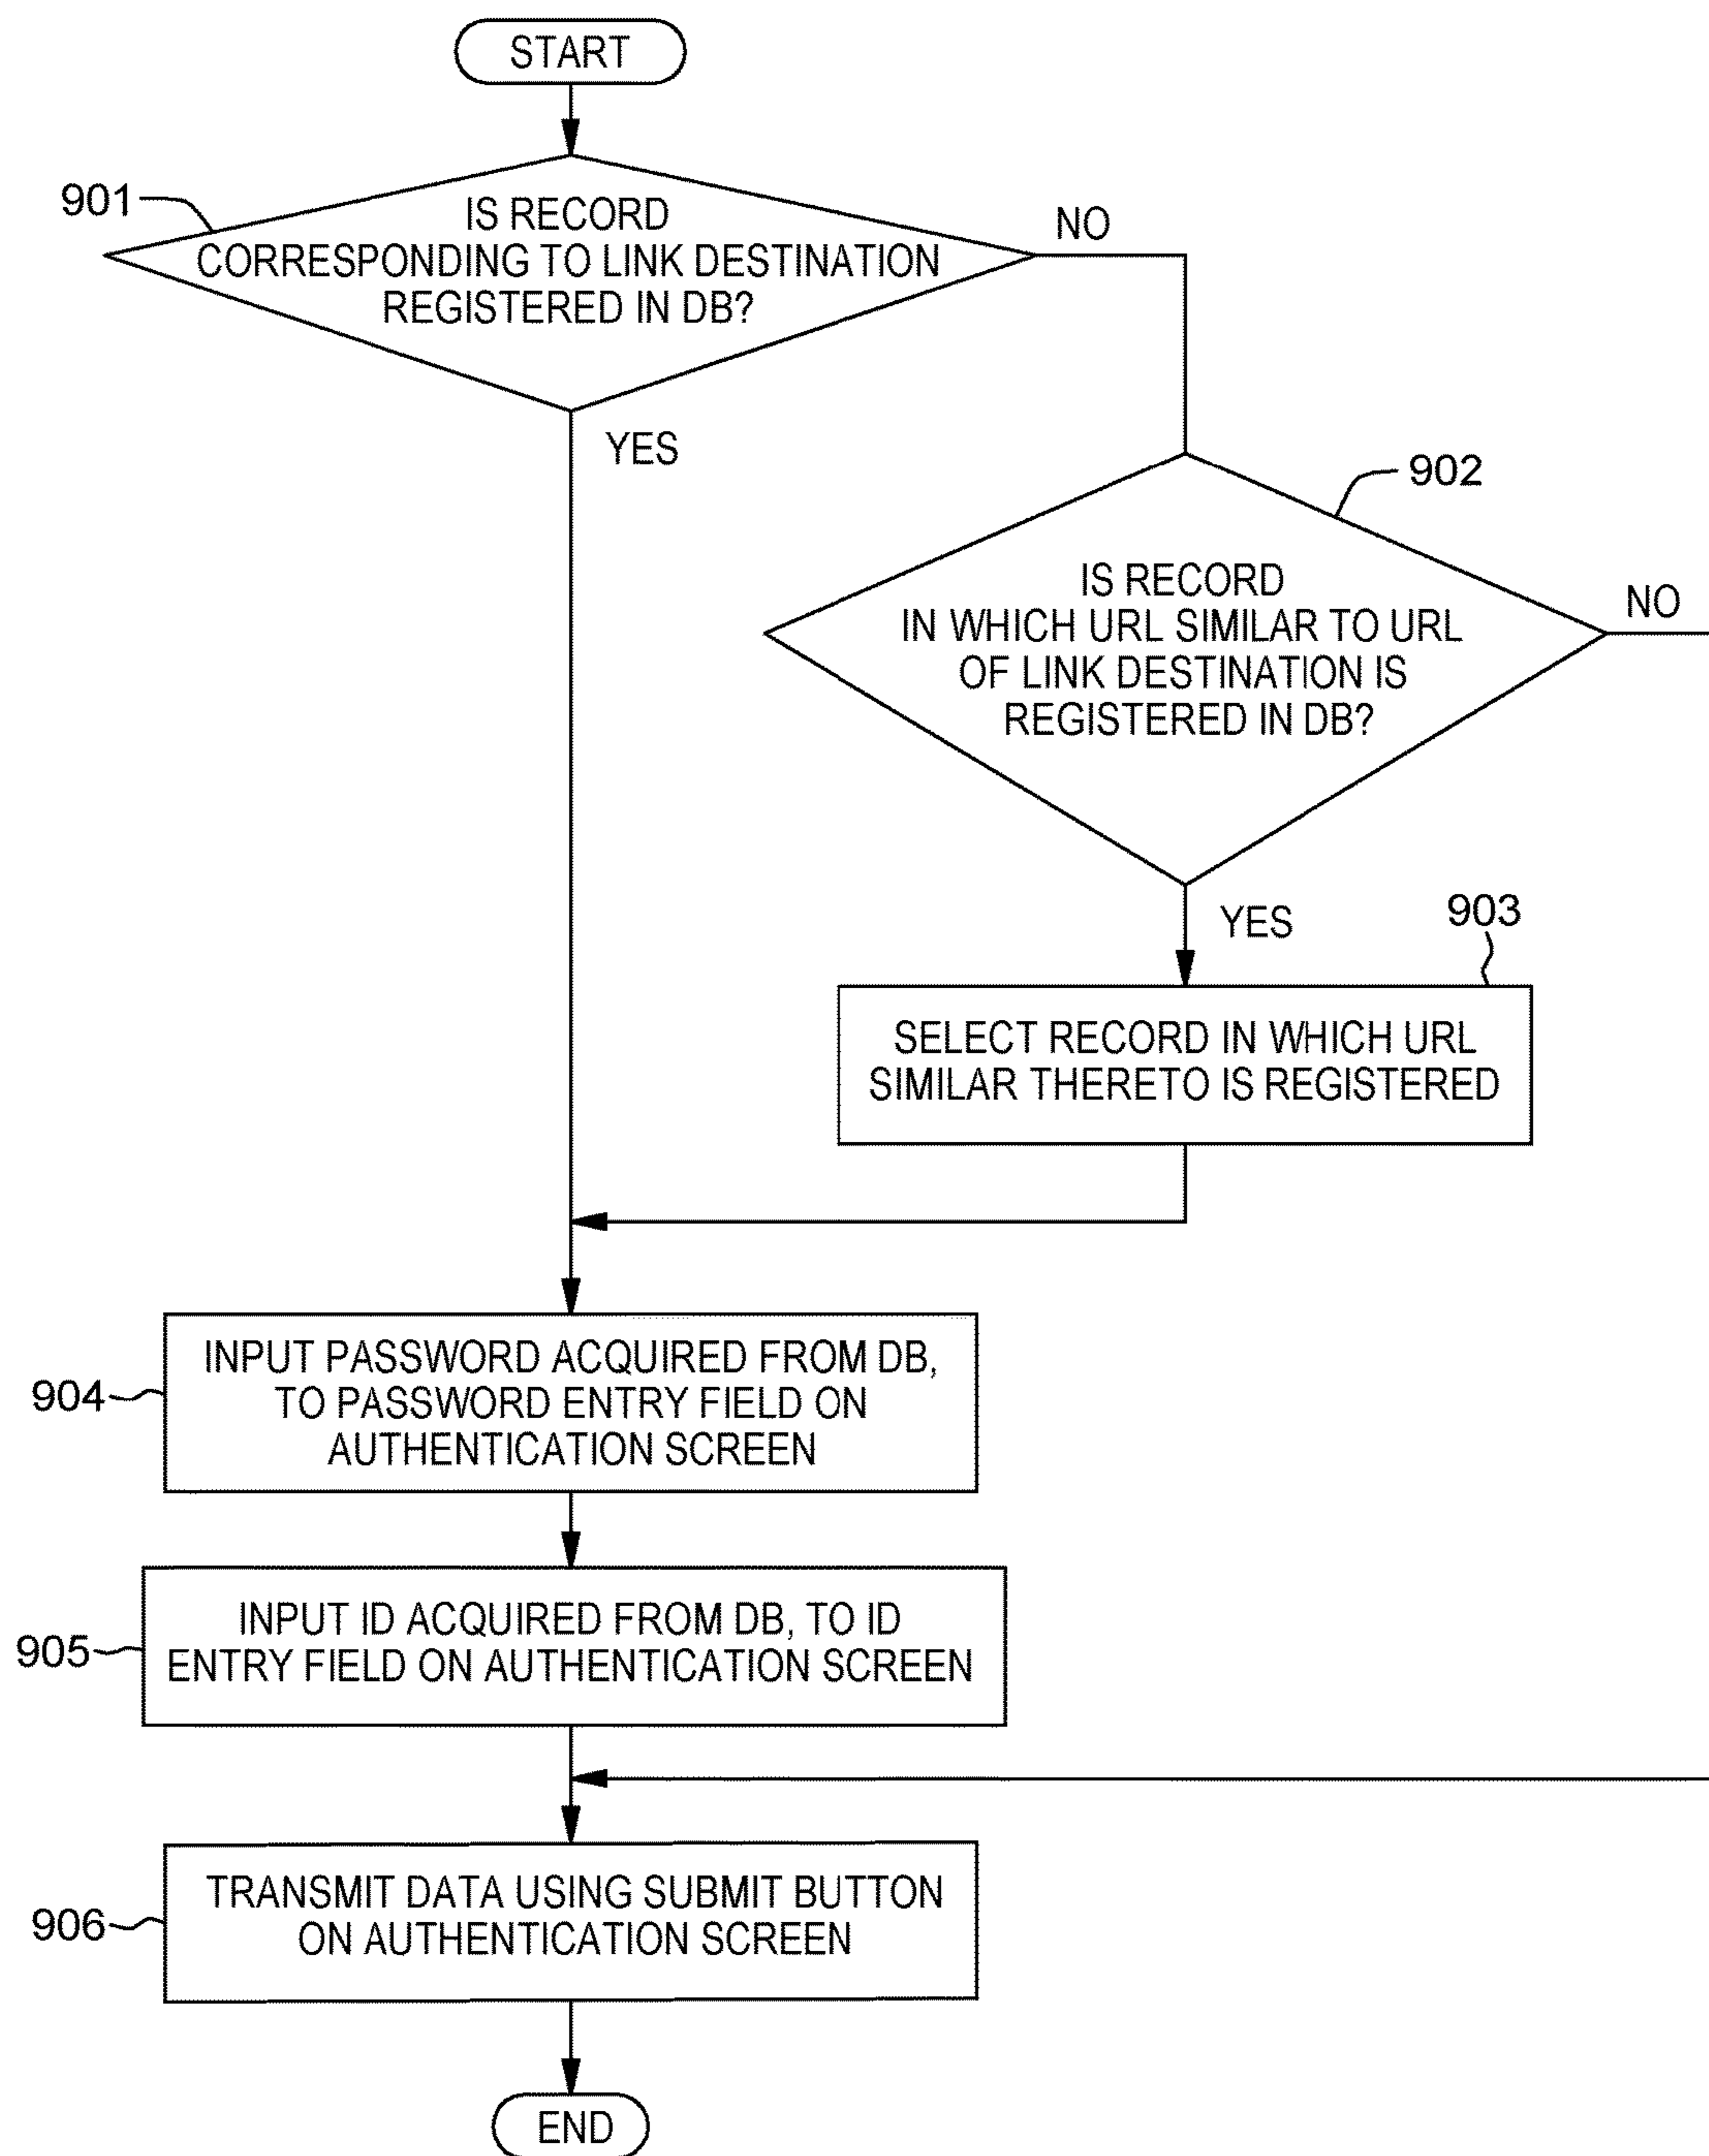 START
901
IS RECORD
CORRESPONDING TO LINK DESTINATION
REGISTERED IN DB?
NO
YES
902
IS RECORD
IN WHICH URL SIMILAR TO URL
OF LINK DESTINATION IS
REGISTERED IN DB?
NO
YES
903
SELECT RECORD IN WHICH URL
SIMILAR THERETO IS REGISTERED
904
INPUT PASSWORD ACQUIRED FROM DB,
TO PASSWORD ENTRY FIELD ON
AUTHENTICATION SCREEN
905
INPUT ID ACQUIRED FROM DB, TO ID
ENTRY FIELD ON AUTHENTICATION SCREEN
906
TRANSMIT DATA USING SUBMIT BUTTON
ON AUTHENTICATION SCREEN
END